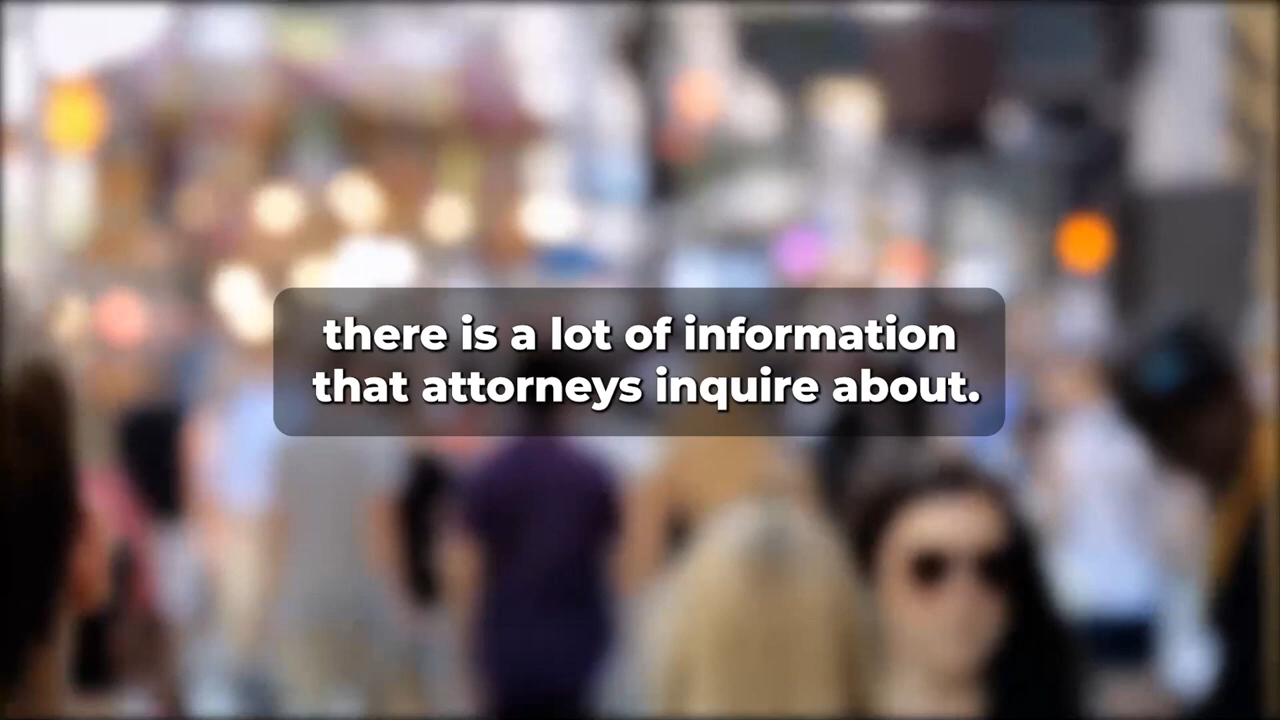 there is a lot of information
that attorneys inquire about.